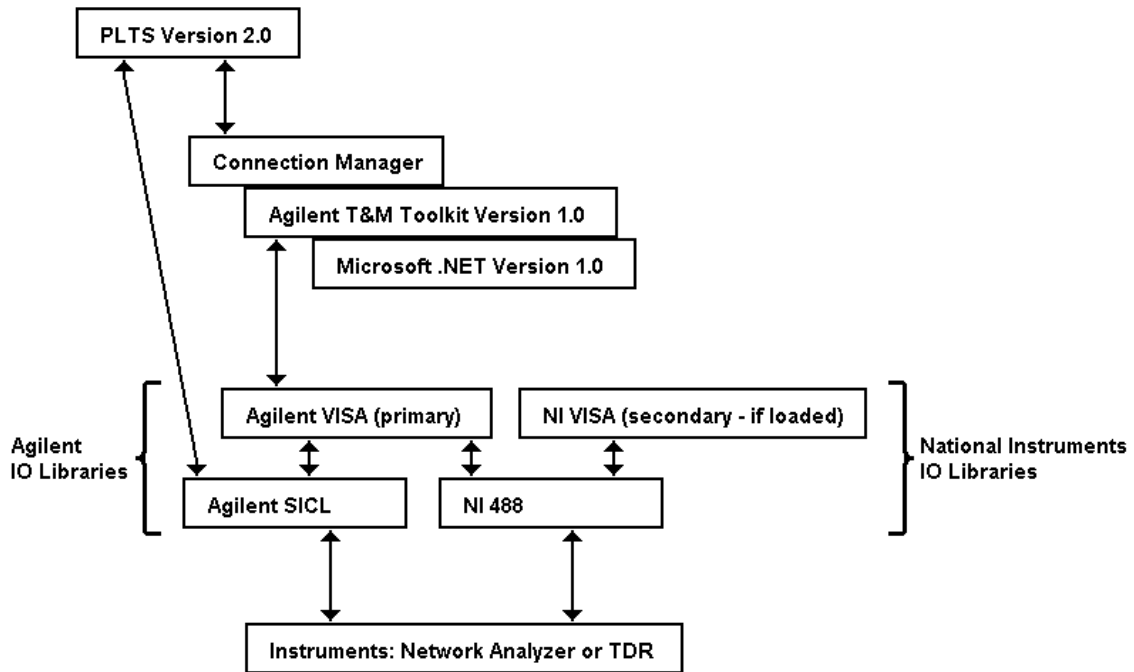 PLTS Version 2.0
Connection Manager
Agilent T&M Toolkit Version 1.0
Microsoft .NET Version 1.0
Agilent
IO Libraries
Agilent VISA (primary)
NI VISA (secondary - if loaded)
National Instruments
IO Libraries
Agilent SICL
NI 488
Instruments: Network Analyzer or TDR